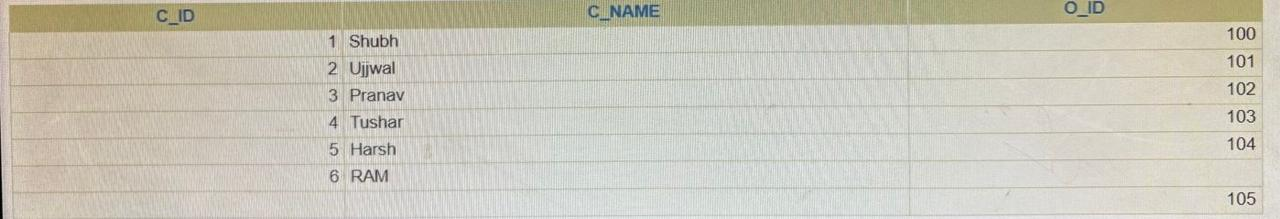 C_ID C_NAME O_ID
1 Shubh 100
2 Ujjwal 101
3 Pranav 102
4 Tushar 103
5 Harsh 104
6 RAM
105